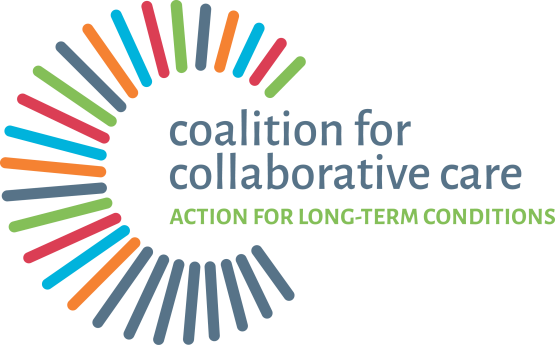 coalition for
collaborative care
ACTION FOR LONG-TERM CONDITIONS